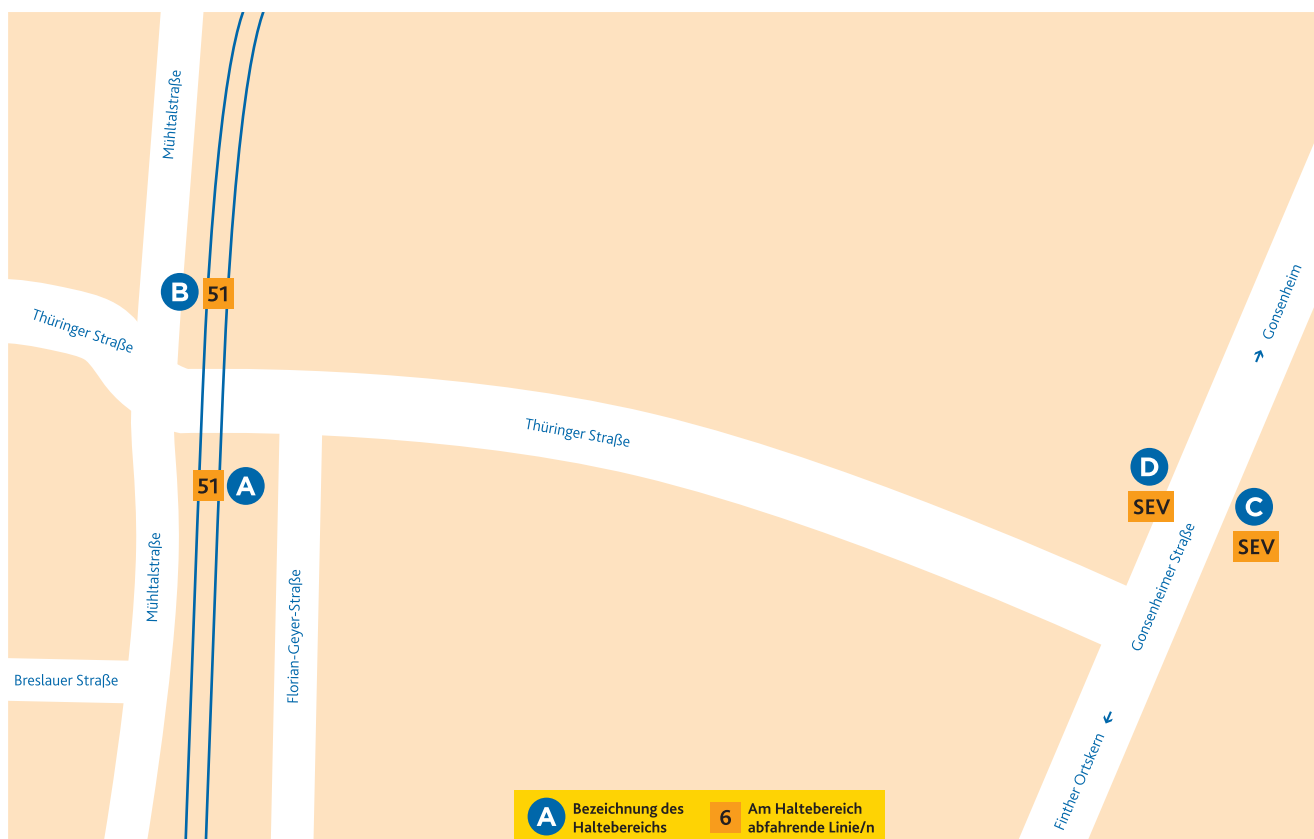 Mühltalstraße
B
51
Thüringer Straße
Gonsenheim
Thüringer Straße
D
SEV
51
A
C
SEV
Gonsenheimer Straße
Mühltalstraße
Florian-Geyer-Straße
Breslauer Straße
Finther Ortskern
A
Bezeichnung des
Haltebereichs
6
Am Haltebereich
abfahrende Linie/n